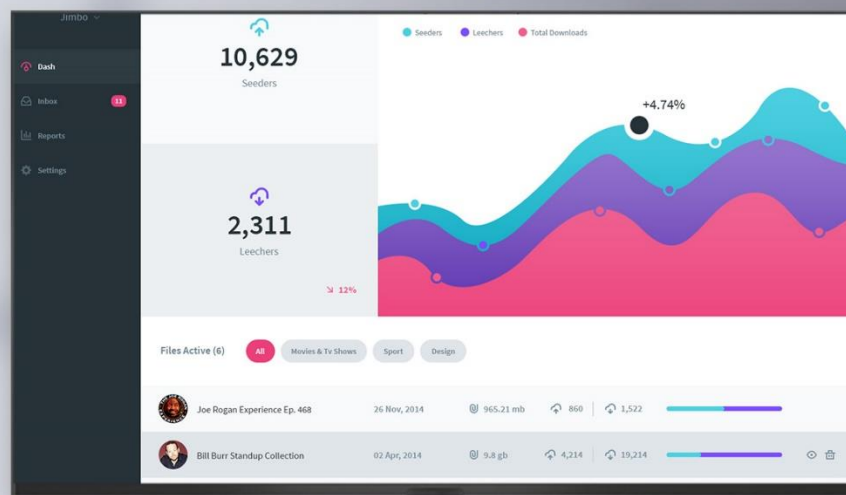 Jimbo
Dash
Inbox 11
Reports
Settings
10,629
Seeders
2,311
Leechers
12%
Seeders Leechers Total Downloads
+4.74%
Files Active (6) All Movies & Tv Shows Sport Design
Joe Rogan Experience Ep. 468 26 Nov, 2014 965.21 mb 860 1,522
Bill Burr Standup Collection 02 Apr, 2014 9.8 gb 4,214 19,214